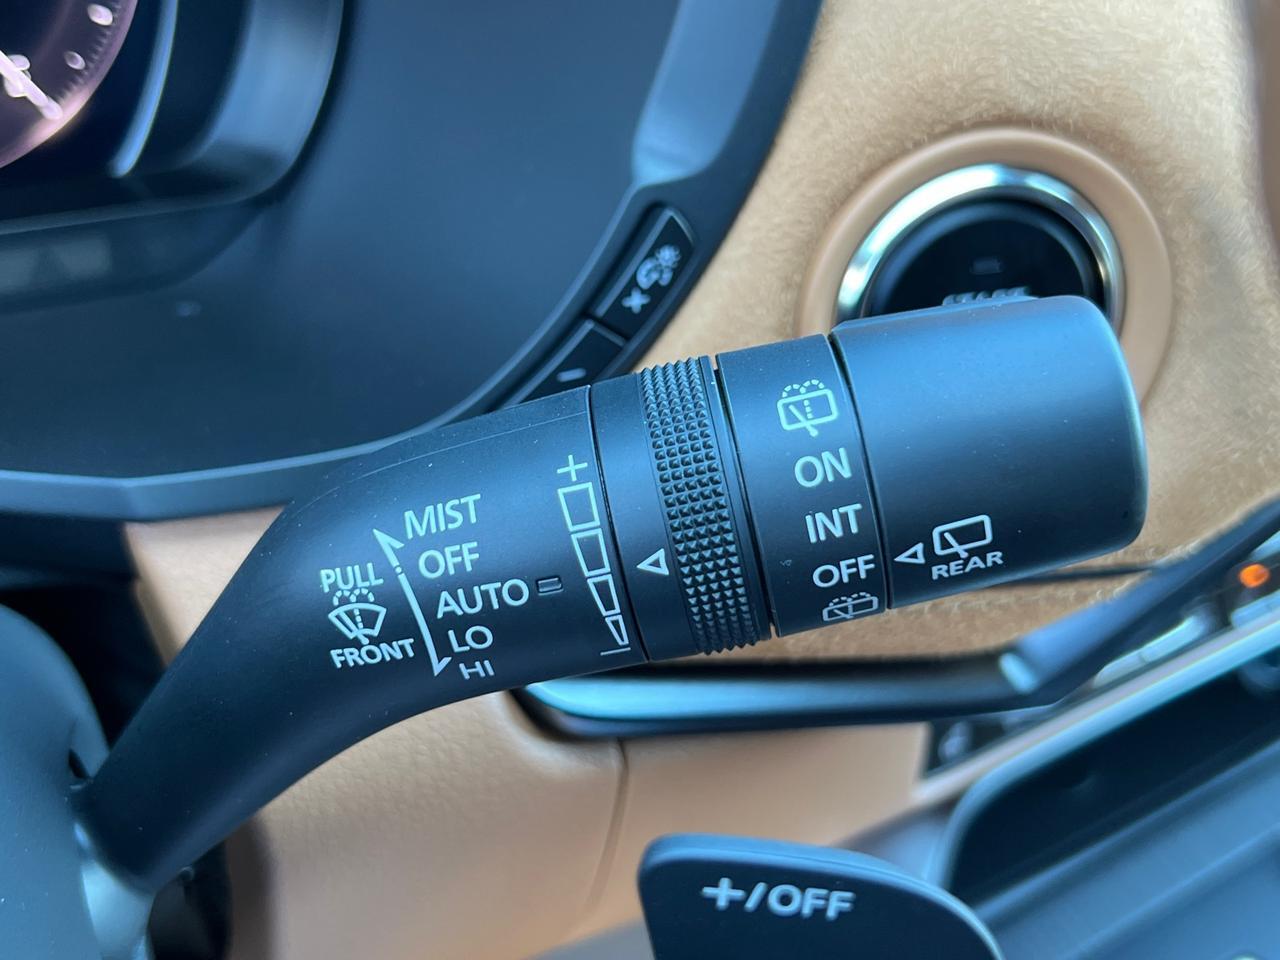 PULL
FRONT
MIST
OFF
AUTO
LO
HI
+
-
ON
INT
OFF
REAR
+/OFF